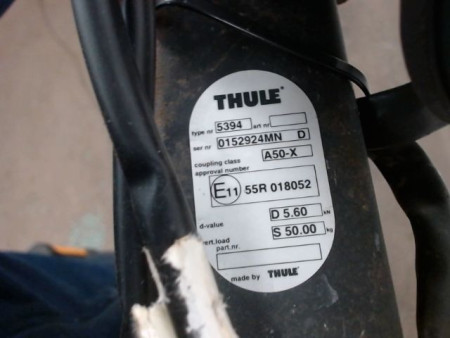 THULE®
type nr 5394 art nr
ser nr 0152924MN D
coupling class A50-X
approval number
E11 55R 018052
d-value D 5.60 kN
vert.load S 50.00 kg
part.nr.
made by THULE®